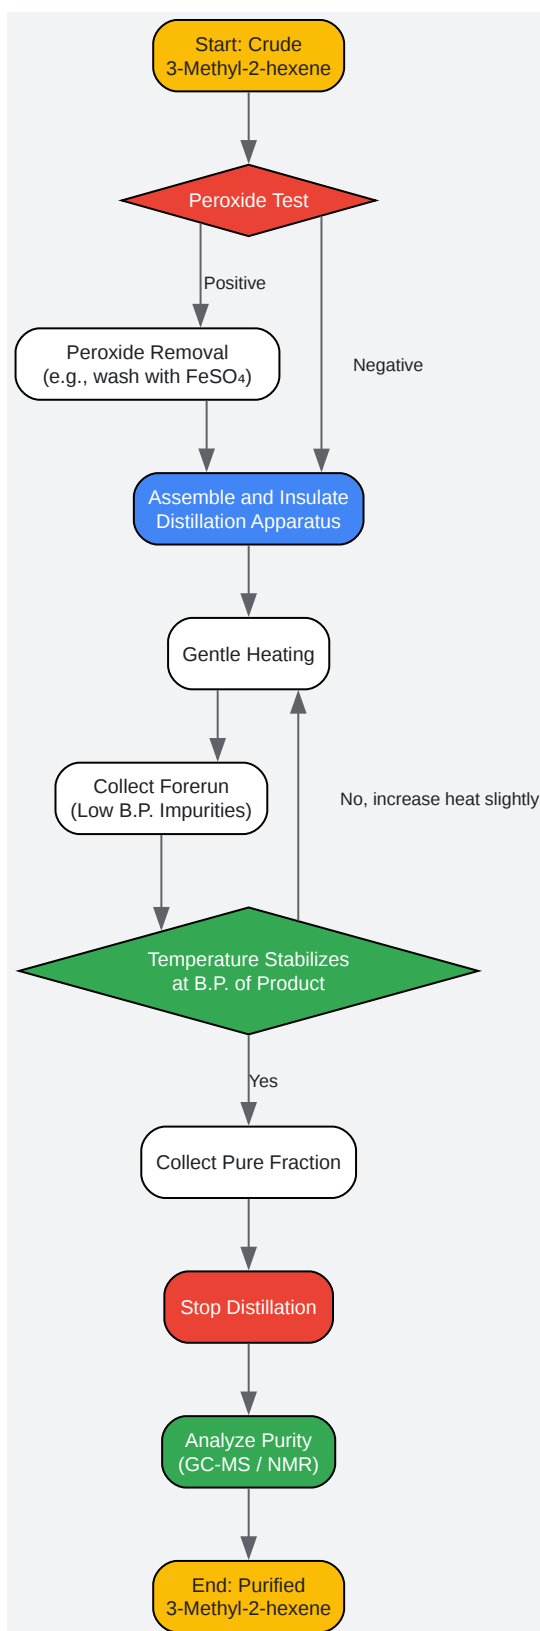 Start: Crude
3-Methyl-2-hexene
Peroxide Test
Positive
Peroxide Removal
(e.g., wash with FeSO₄)
Negative
Assemble and Insulate
Distillation Apparatus
Gentle Heating
Collect Forerun
(Low B.P. Impurities)
No, increase heat slightly
Temperature Stabilizes
at B.P. of Product
Yes
Collect Pure Fraction
Stop Distillation
Analyze Purity
(GC-MS / NMR)
End: Purified
3-Methyl-2-hexene